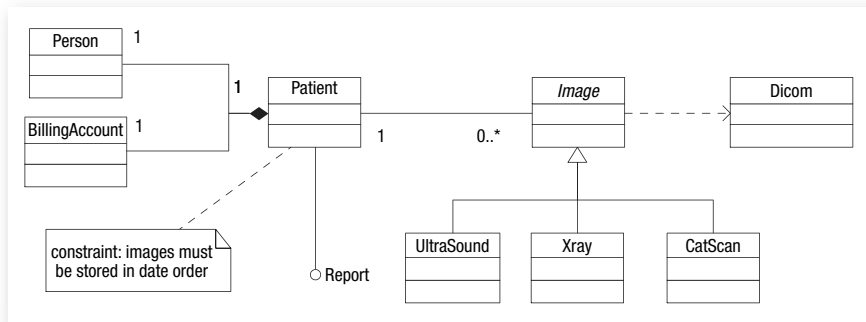 Person
1
BillingAccount
1
1
Patient
1
0..*
Image
Dicom
constraint: images must
be stored in date order
Report
UltraSound
Xray
CatScan